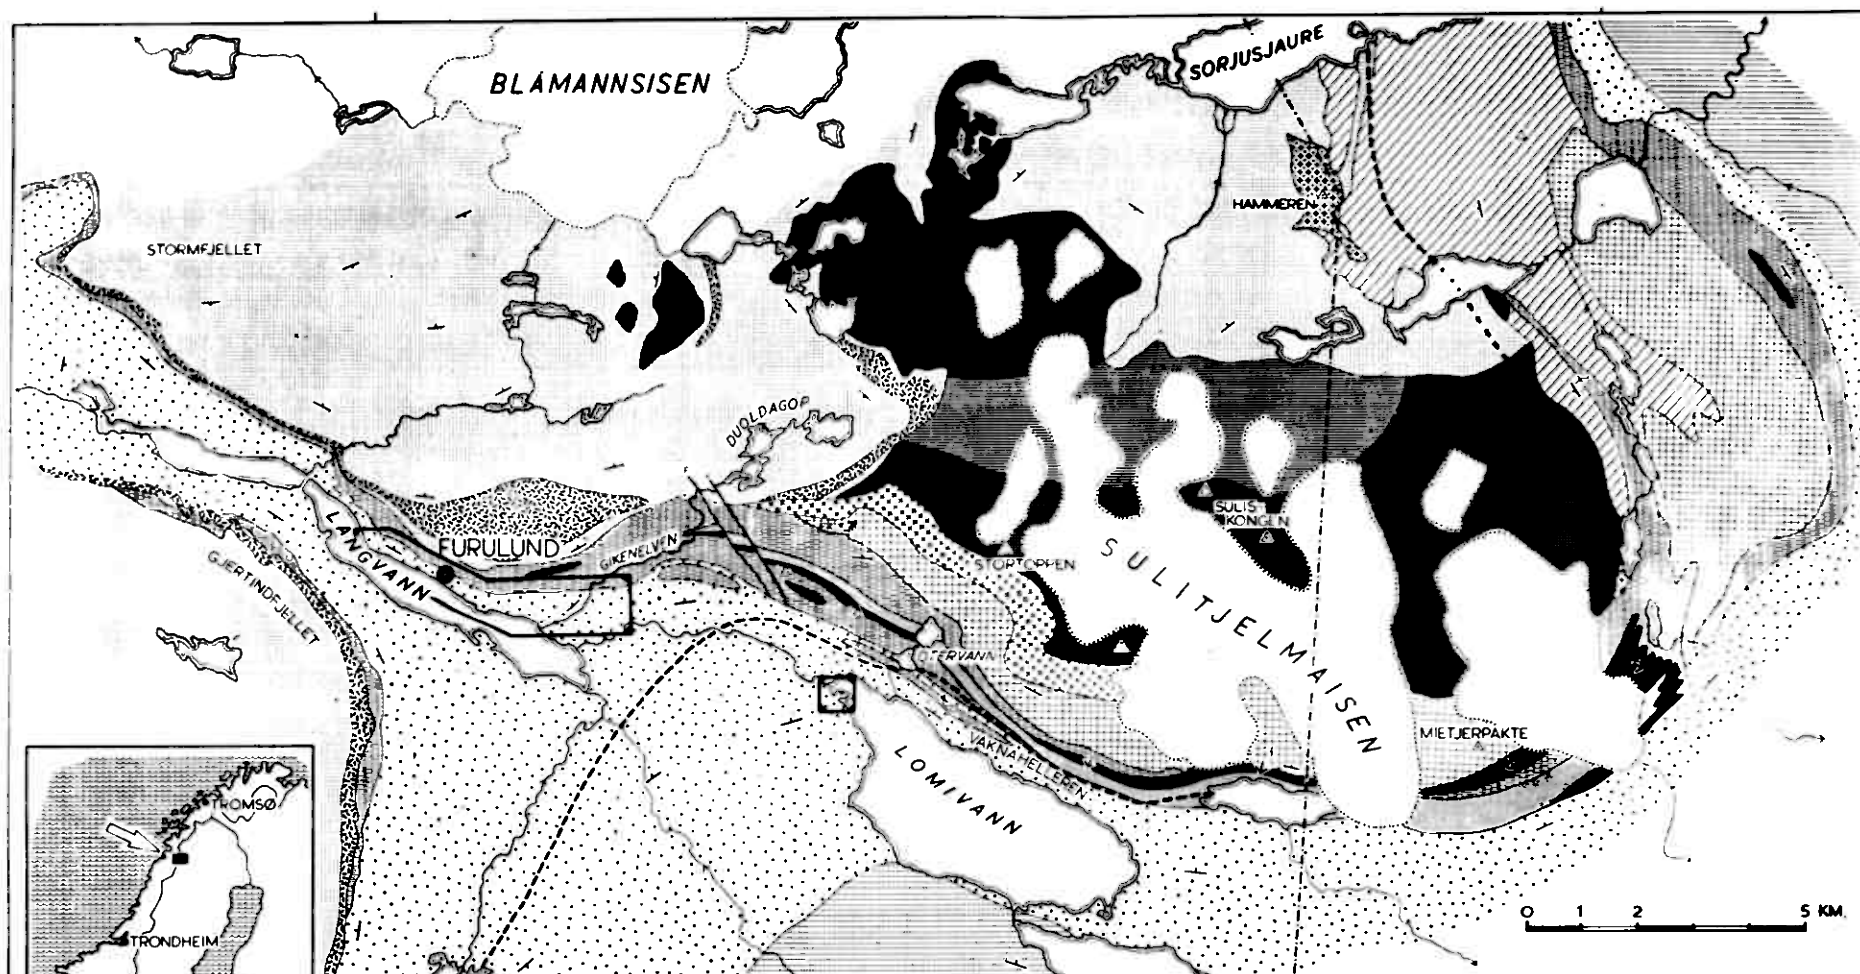 BLÅMANNSISEN
SORJUSJAURE
HAMMEREN
STORMFJELLET
DUOLDAGOP
LANGVANN
FURULUND
GIKENELVEN
GJERTINDFJELLET
SULIS
KONGEN
STORTOPPEN
SULITJELMAISEN
VAKNAHELLEREN
LOMIVANN
MIETJERPAKTE
TROMSØ
TRONDHEIM
0 1 2 5 KM.